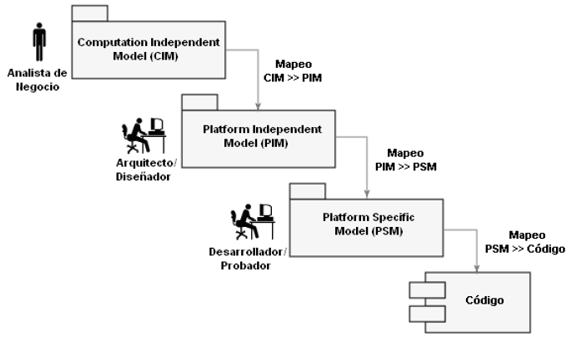 Computation Independent
Model (CIM)
Analista de
Negocio
Mapeo
CIM >> PIM
Platform Independent
Model (PIM)
Arquitecto/
Diseñador
Mapeo
PIM >> PSM
Platform Specific
Model (PSM)
Desarrollador/
Probador
Mapeo
PSM >> Código
Código